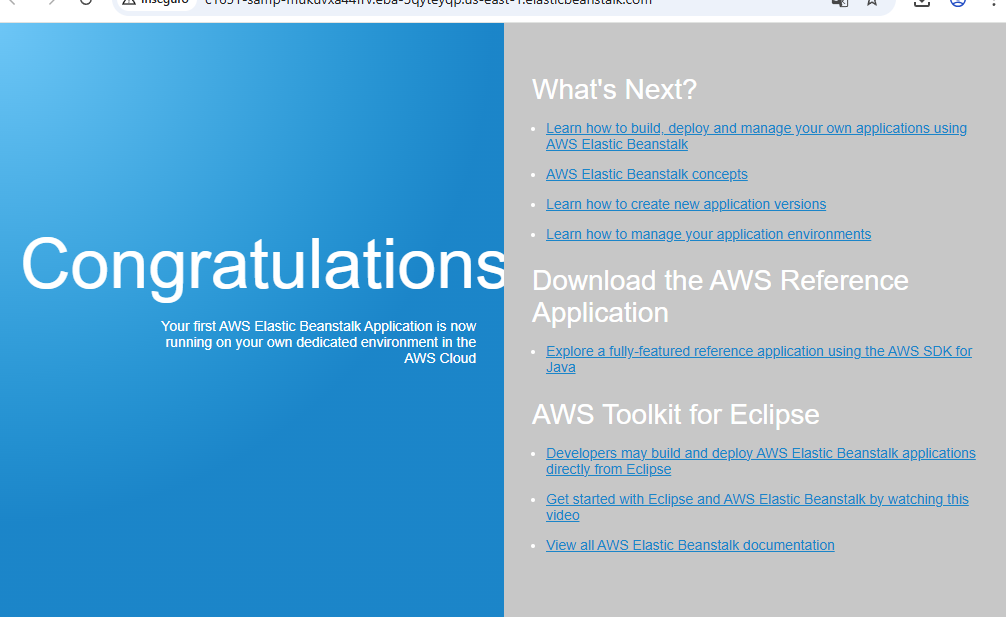 Congratulations
Your first AWS Elastic Beanstalk Application is now
running on your own dedicated environment in the
AWS Cloud
What's Next?
Learn how to build, deploy and manage your own applications using
AWS Elastic Beanstalk
AWS Elastic Beanstalk concepts
Learn how to create new application versions
Learn how to manage your application environments
Download the AWS Reference
Application
Explore a fully-featured reference application using the AWS SDK for
Java
AWS Toolkit for Eclipse
Developers may build and deploy AWS Elastic Beanstalk applications
directly from Eclipse
Get started with Eclipse and AWS Elastic Beanstalk by watching this
video
View all AWS Elastic Beanstalk documentation